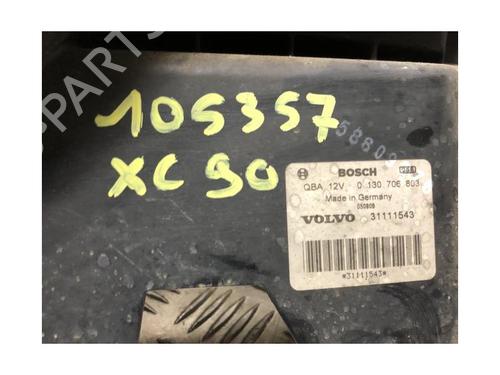 105357
XC 90
BOSCH
QBA 12V 0 130 706 803
Made in Germany
VOLVO 31111543
*31111543*